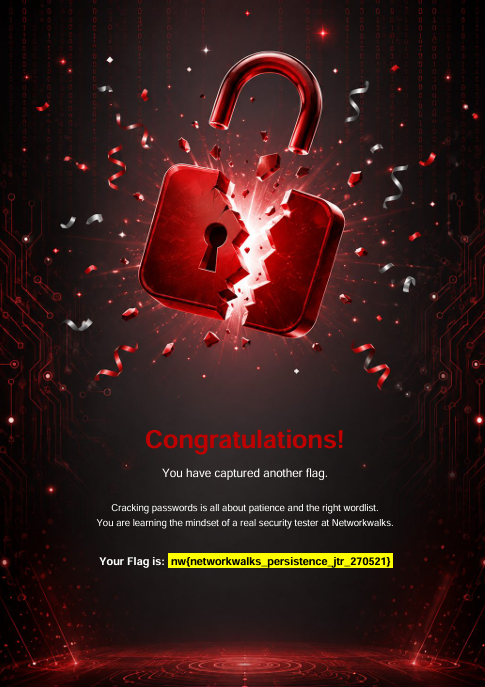 Congratulations!
You have captured another flag.
Cracking passwords is all about patience and the right wordlist.
You are learning the mindset of a real security tester at Networkwalks.
Your Flag is: nw{networkwalks_persistence_jtr_270521}